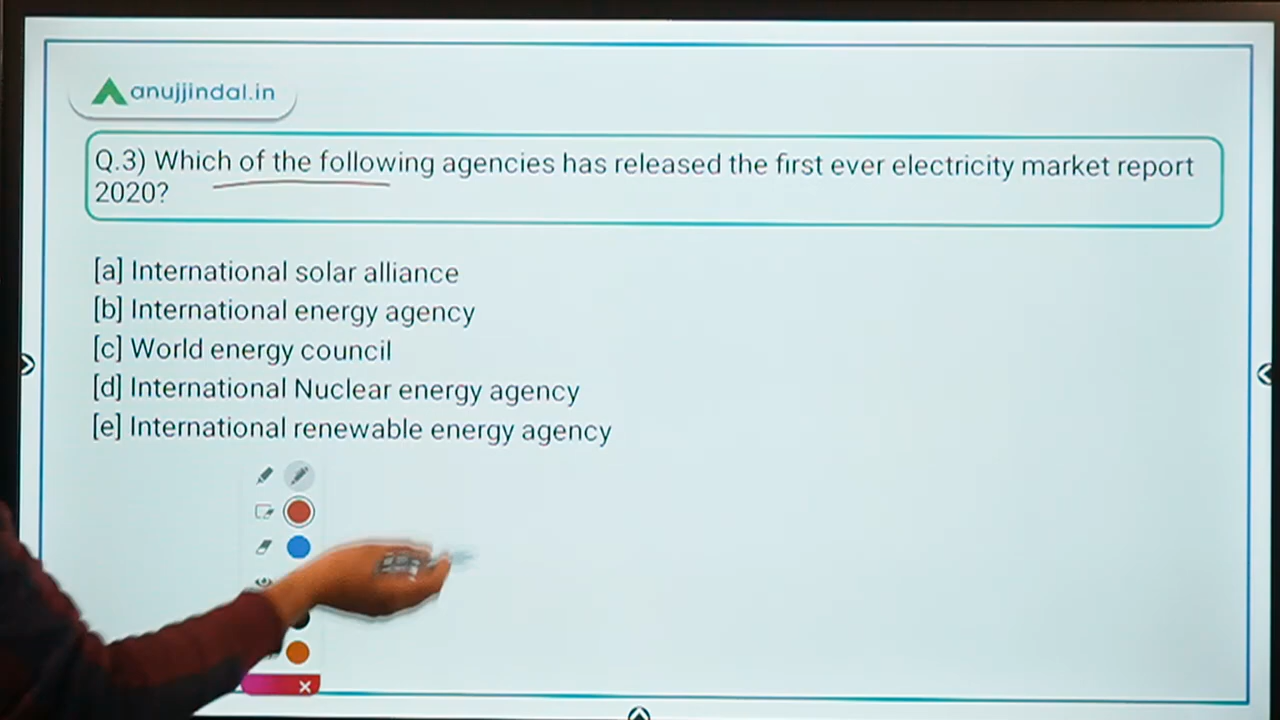 anujjindal.in
Q.3) Which of the following agencies has released the first ever electricity market report
2020?
[a] International solar alliance
[b] International energy agency
[c] World energy council
[d] International Nuclear energy agency
[e] International renewable energy agency